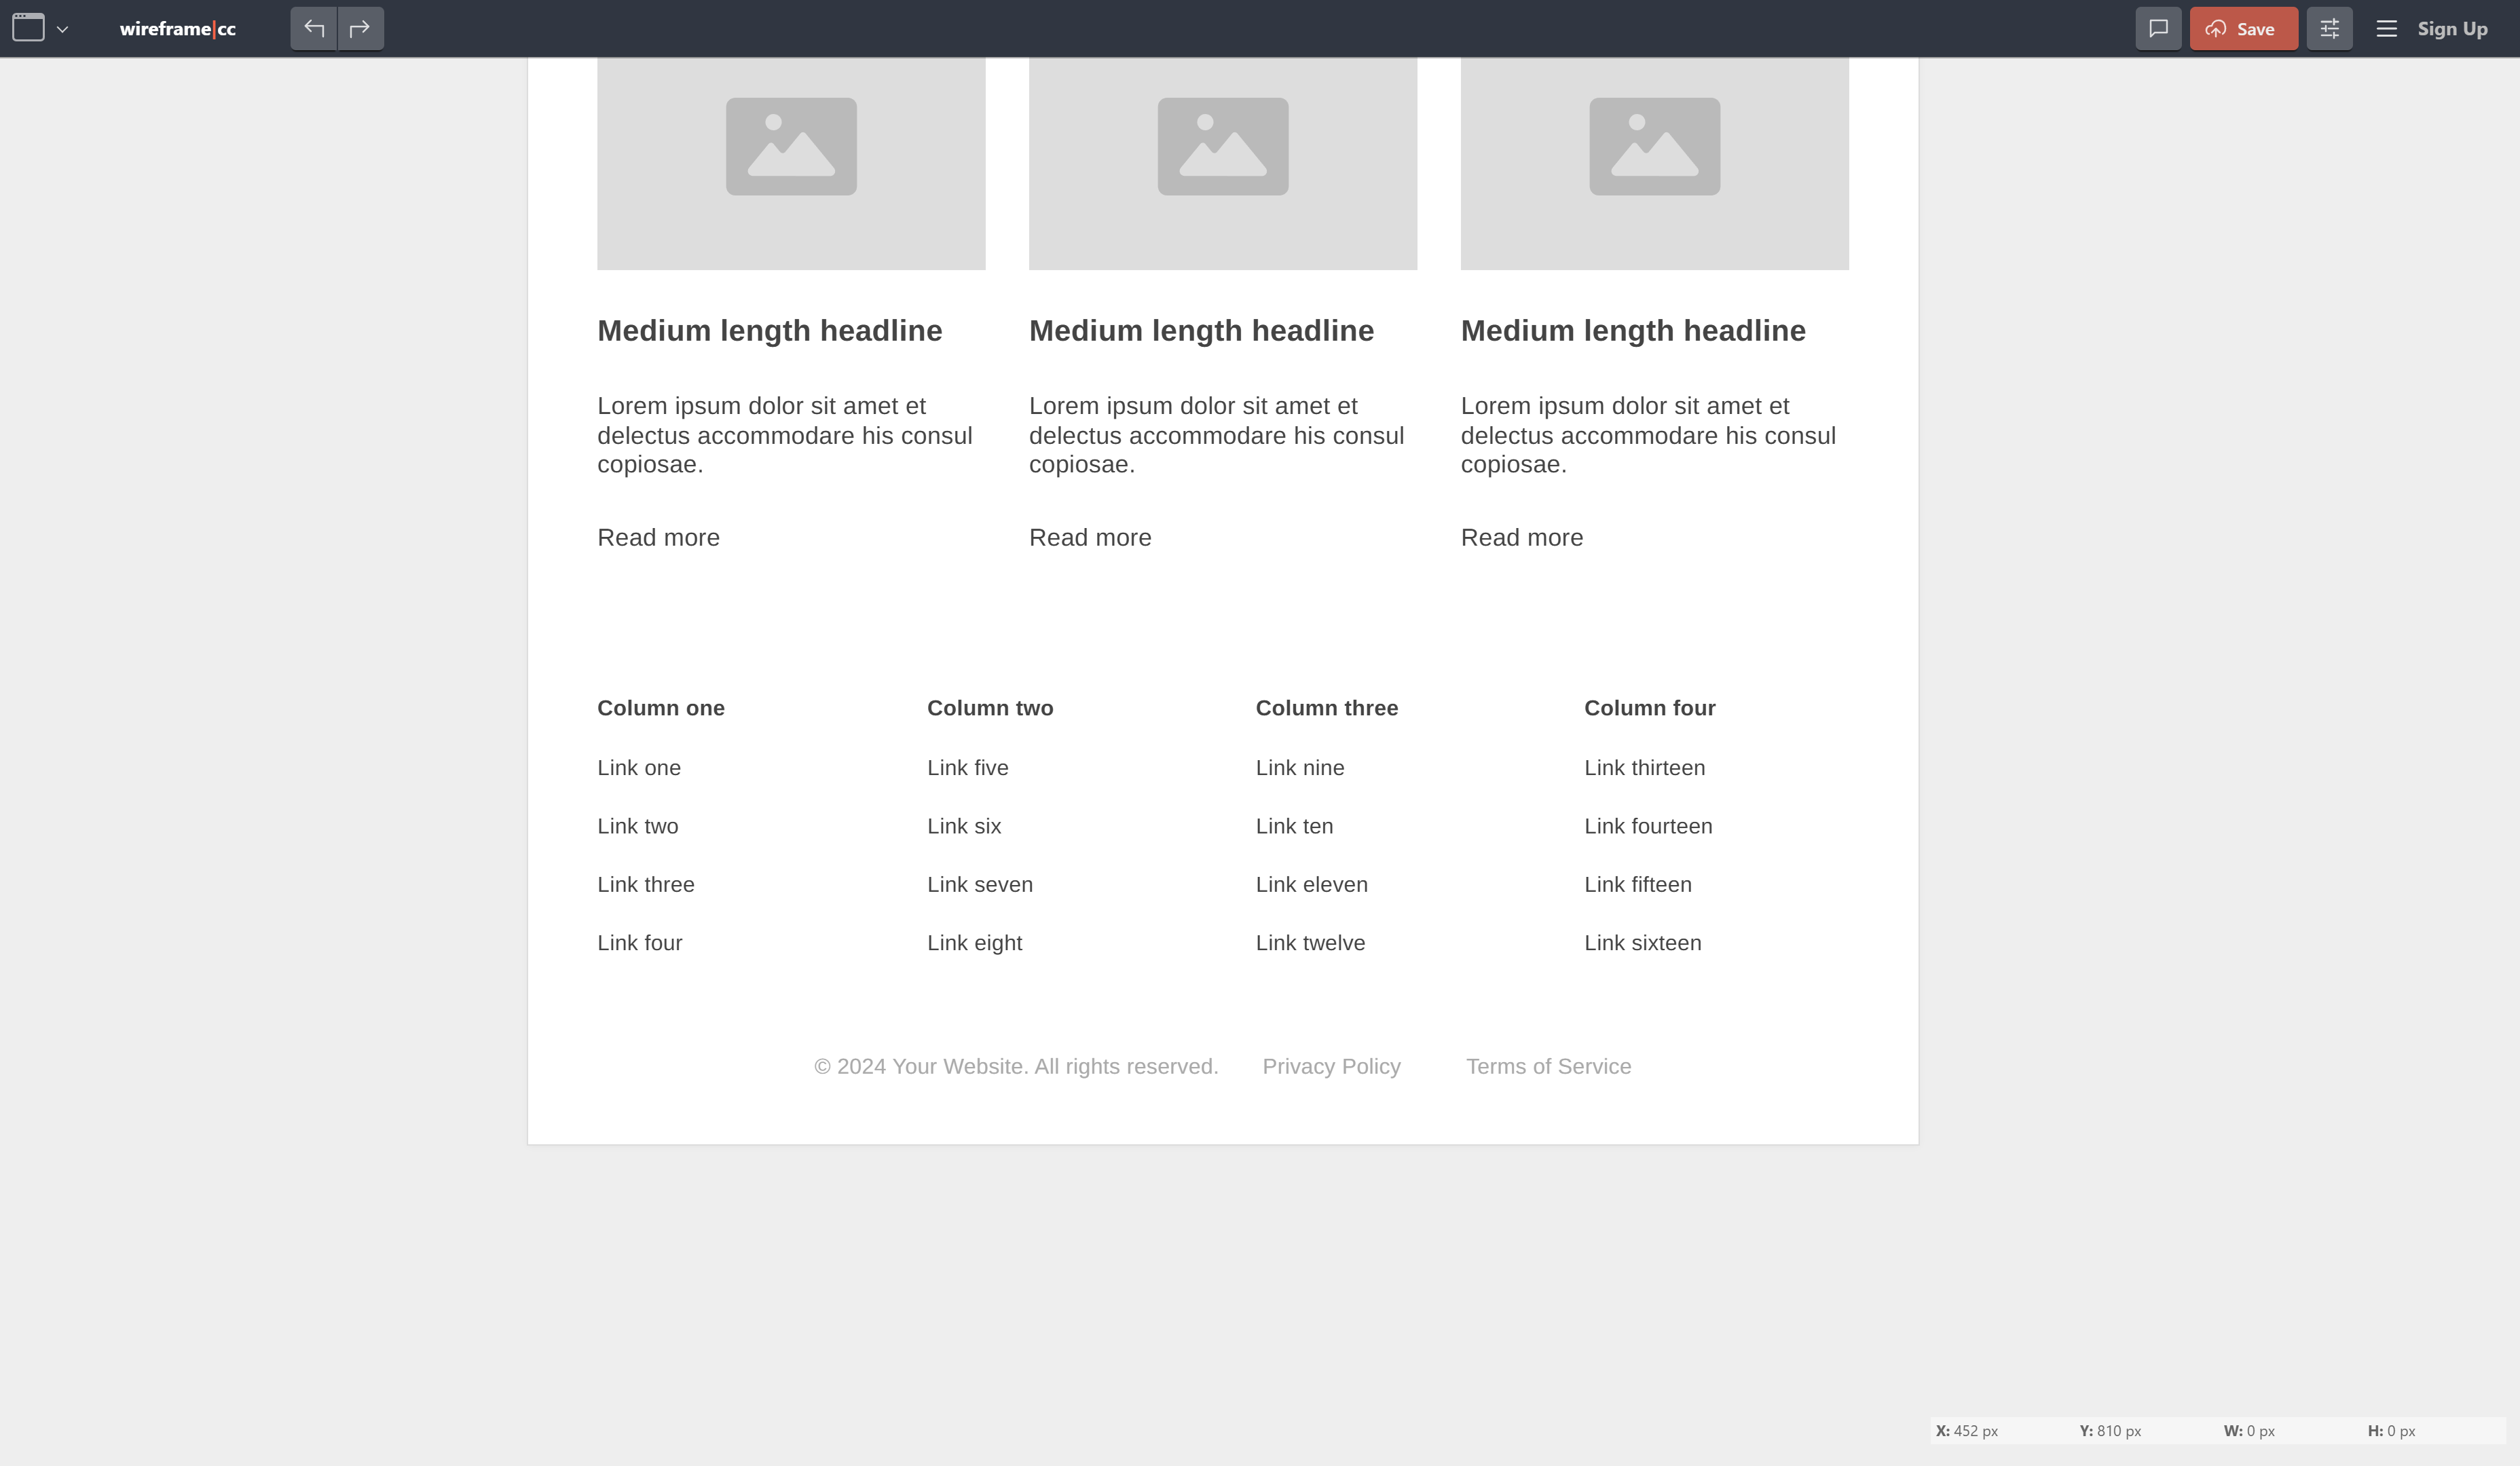 wireframe|cc
Save
Sign Up
Medium length headline
Medium length headline
Medium length headline
Lorem ipsum dolor sit amet et
delectus accommodare his consul
copiosae.
Lorem ipsum dolor sit amet et
delectus accommodare his consul
copiosae.
Lorem ipsum dolor sit amet et
delectus accommodare his consul
copiosae.
Read more
Read more
Read more
Column one
Link one
Link two
Link three
Link four
Column two
Link five
Link six
Link seven
Link eight
Column three
Link nine
Link ten
Link eleven
Link twelve
Column four
Link thirteen
Link fourteen
Link fifteen
Link sixteen
© 2024 Your Website. All rights reserved. Privacy Policy Terms of Service
X: 452 px Y: 810 px W: 0 px H: 0 px